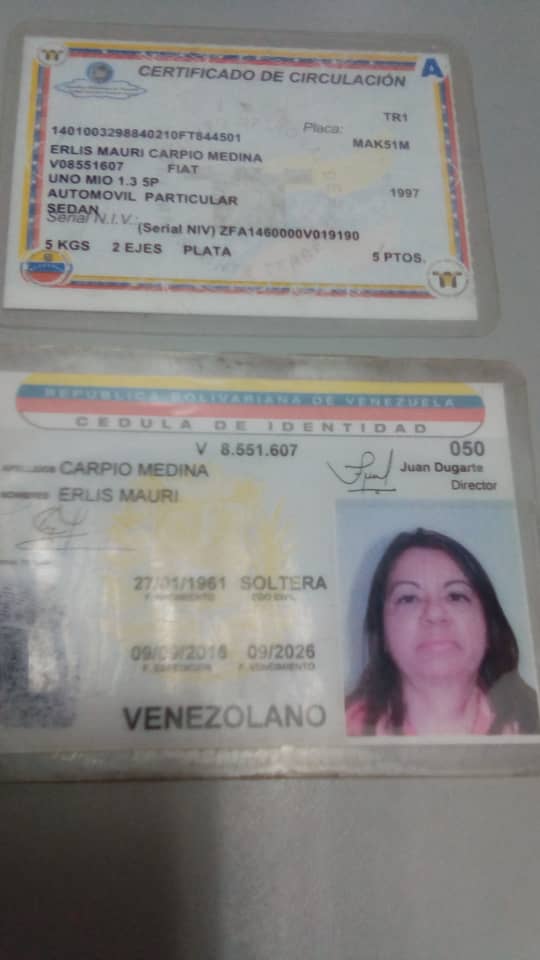 CERTIFICADO DE CIRCULACIÓN
A
TR1
1401003298840210FT844501
Placa:
MAK51M
ERLIS MAURI CARPIO MEDINA
V08551607 FIAT
UNO MIO 1.3 5P
1997
AUTOMOVIL PARTICULAR
SEDAN
Serial N.I.V.:
(Serial NIV) ZFA1460000V019190
5 KGS 2 EJES PLATA 5 PTOS.
REPUBLICA BOLIVARIANA DE VENEZUELA
CEDULA DE IDENTIDAD
V 8.551.607
050
APELLIDOS CARPIO MEDINA
Juan Dugarte
Director
NOMBRES ERLIS MAURI
27/01/1961 SOLTERA
F. NACIMIENTO EDO CIVIL
09/09/2016 09/2026
F. EXPEDICION F. VENCIMIENTO
VENEZOLANO